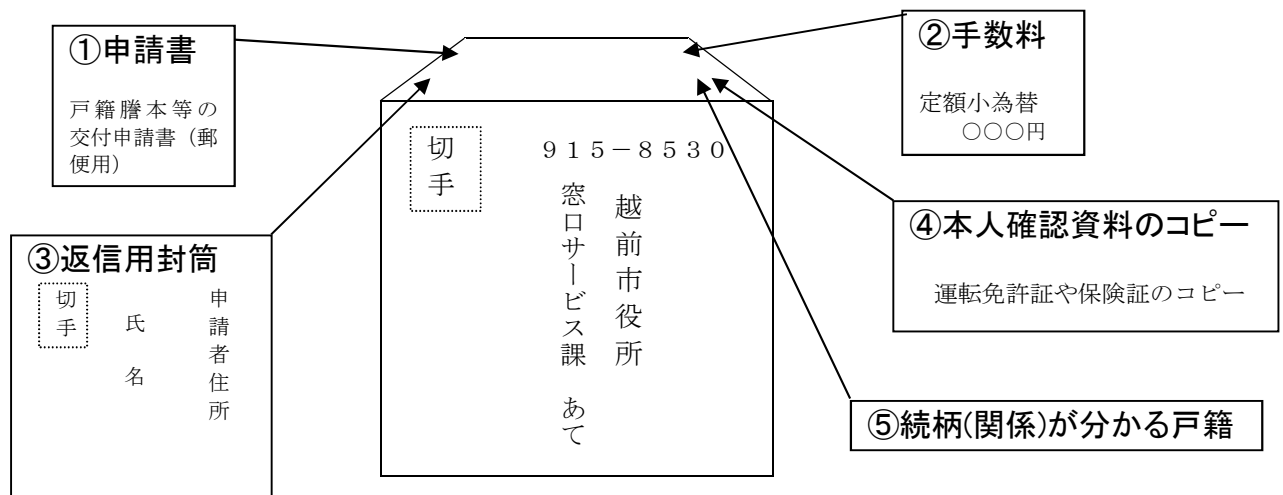 ①申請書
戸籍謄本等の
交付申請書（郵
便用）
②手数料
定額小為替
○○○円
切手
９１５－８５３０
越前市役所
窓口サービス課　あて
③返信用封筒
切手
申請者住所
氏名
④本人確認資料のコピー
運転免許証や保険証のコピー
⑤続柄(関係)が分かる戸籍